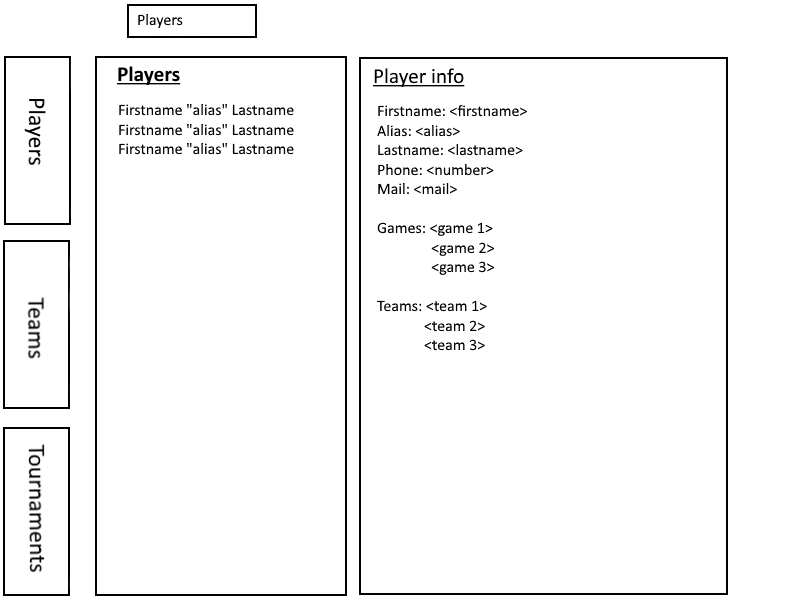 Players
Players
Teams
Tournaments
Players
Firstname "alias" Lastname
Firstname "alias" Lastname
Firstname "alias" Lastname
Player info
Firstname: <firstname>
Alias: <alias>
Lastname: <lastname>
Phone: <number>
Mail: <mail>
Games: <game 1>
<game 2>
<game 3>
Teams: <team 1>
<team 2>
<team 3>